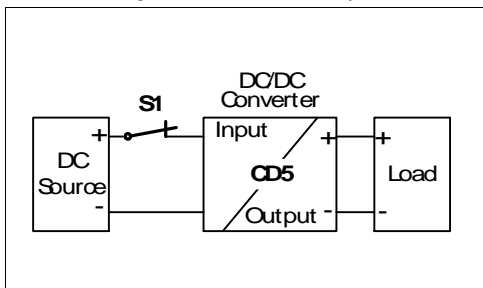 DC/DC
Converter
S1
Input
+
+
+
DC
Source
CD5
Load
-
Output
-
-